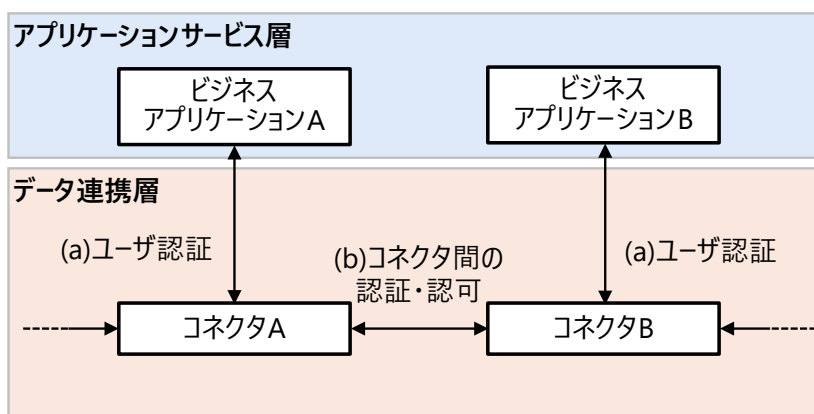 アプリケーションサービス層
ビジネス
アプリケーションA
ビジネス
アプリケーションB
データ連携層
(a)ユーザ認証
(b)コネクタ間の
認証・認可
(a)ユーザ認証
コネクタA
コネクタB